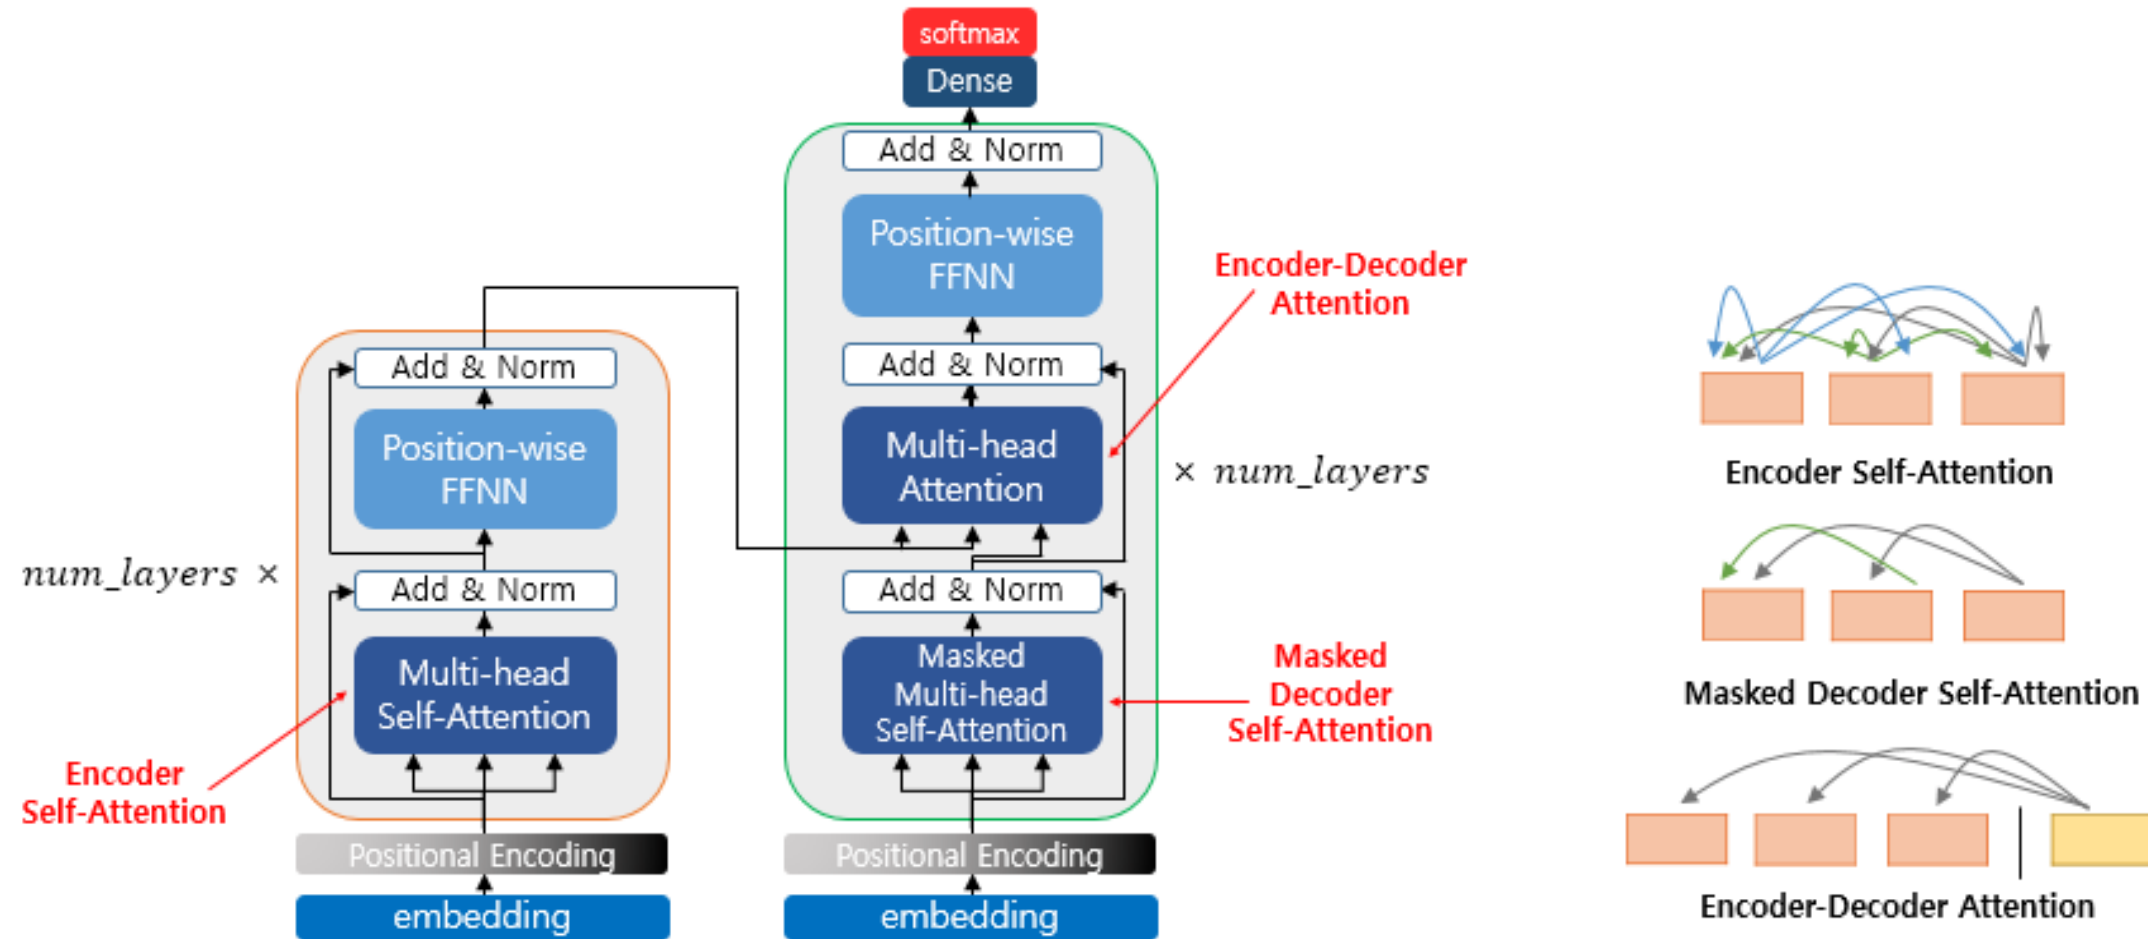 softmax
Dense
Add & Norm
Position-wise
FFNN
Encoder-Decoder
Attention
Add & Norm
Multi-head
Attention
× num_layers
Add & Norm
Masked
Multi-head
Self-Attention
Masked
Decoder
Self-Attention
Positional Encoding
embedding
Add & Norm
Position-wise
FFNN
num_layers ×
Add & Norm
Multi-head
Self-Attention
Encoder
Self-Attention
Positional Encoding
embedding
Encoder Self-Attention
Masked Decoder Self-Attention
Encoder-Decoder Attention